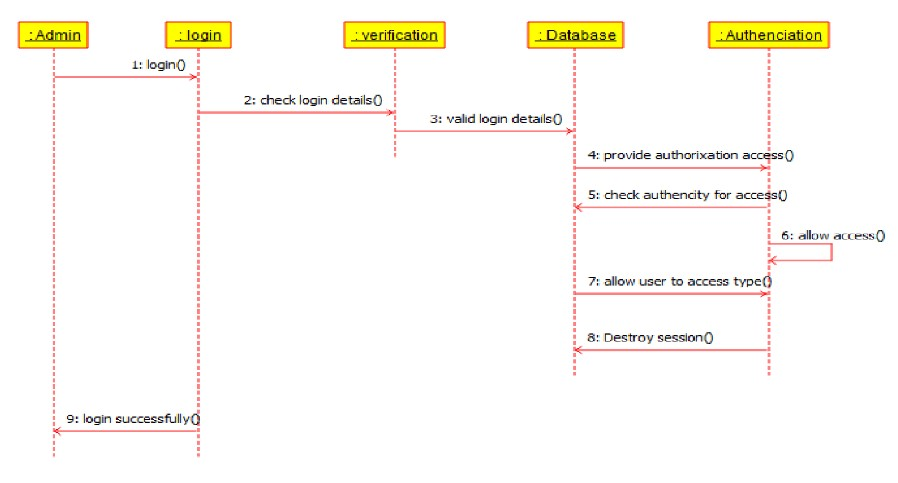 : Admin
: login
: verification
: Database
: Authenciation
1: login()
2: check login details()
3: valid login details()
4: provide authorixation access()
5: check authencity for access()
6: allow access()
7: allow user to access type()
8: Destroy session()
9: login successfully()